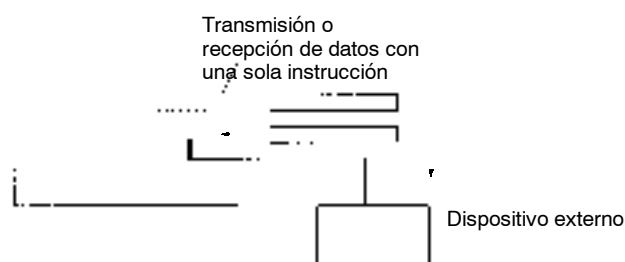 Transmisión o
recepción de datos con
una sola instrucción
Dispositivo externo